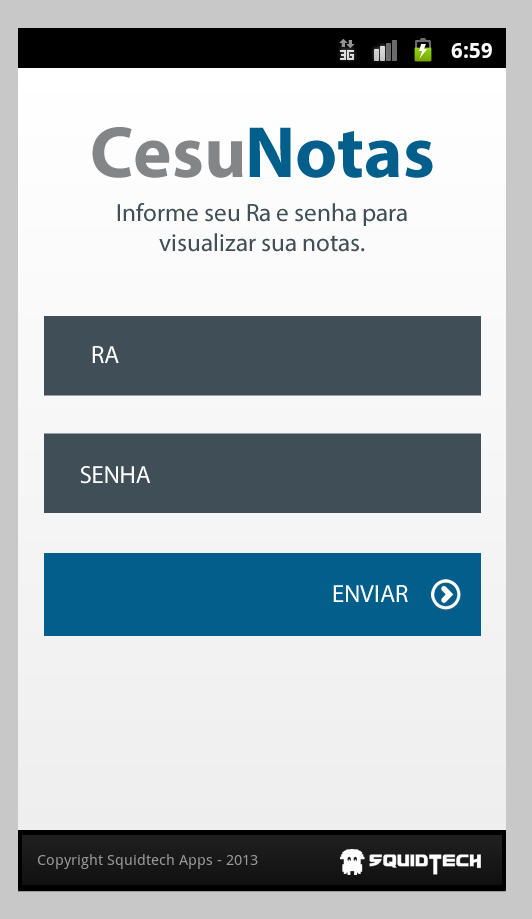 3G
6:59
CesuNotas
Informe seu Ra e senha para
visualizar sua notas.
RA
SENHA
ENVIAR
Copyright Squidtech Apps - 2013
SQUIDTECH